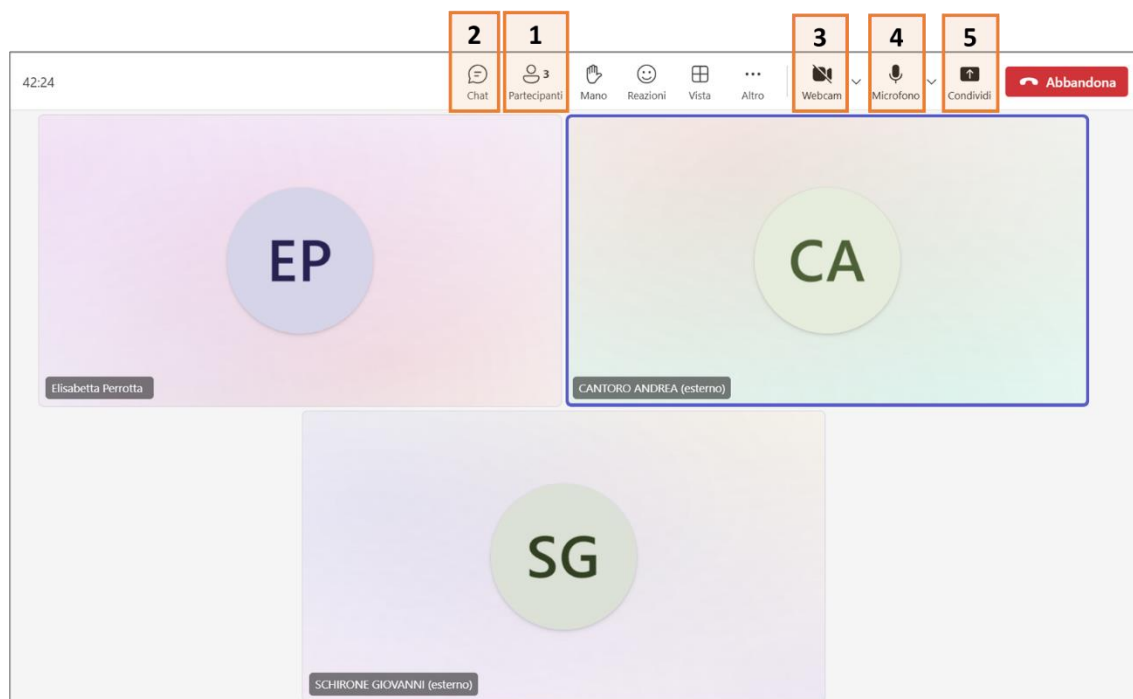 2 1 3 4 5
42:24 3
Chat Partecipanti Mano Reazioni Vista Altro Webcam Microfono Condividi Abbandona
EP CA
Elisabetta Perrotta CANTORO ANDREA (esterno)
SG
SCHIRONE GIOVANNI (esterno)